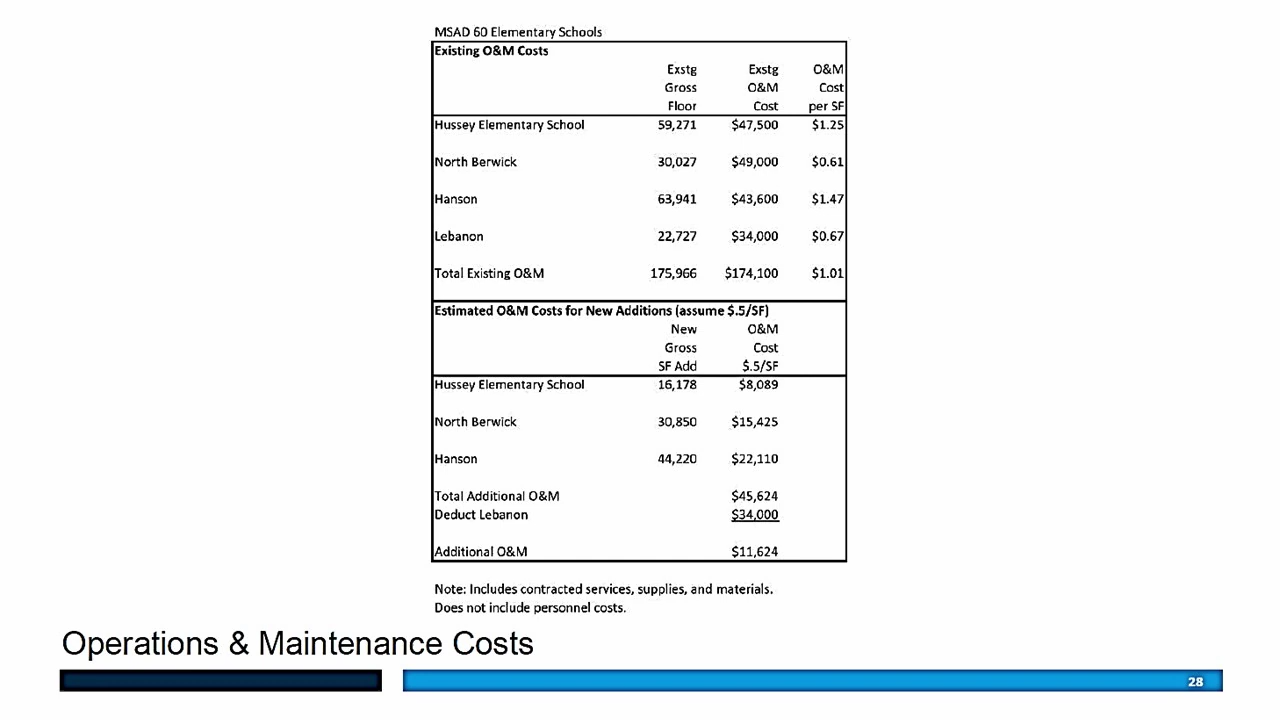 MSAD 60 Elementary Schools
Existing O&M Costs
Exstg Exstg O&M
Gross O&M Cost
Floor Cost per SF
Hussey Elementary School 59,271 $47,500 $1.25
North Berwick 30,027 $49,000 $0.61
Hanson 63,941 $43,600 $1.47
Lebanon 22,727 $34,000 $0.67
Total Existing O&M 175,966 $174,100 $1.01
Estimated O&M Costs for New Additions (assume $.5/SF)
New O&M
Gross Cost
SF Add $.5/SF
Hussey Elementary School 16,178 $8,089
North Berwick 30,850 $15,425
Hanson 44,220 $22,110
Total Additional O&M $45,624
Deduct Lebanon $34,000
Additional O&M $11,624
Note: Includes contracted services, supplies, and materials.
Does not include personnel costs.
Operations & Maintenance Costs
28